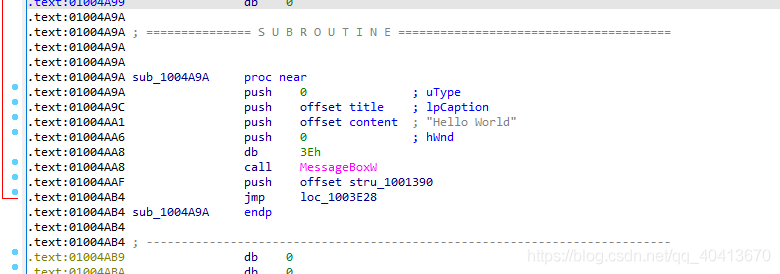 .text:01004A99 db 0
.text:01004A9A
.text:01004A9A ; =============== S U B R O U T I N E =======================================
.text:01004A9A
.text:01004A9A
.text:01004A9A sub_1004A9A proc near
.text:01004A9A push 0 ; uType
.text:01004A9C push offset title ; lpCaption
.text:01004AA1 push offset content ; "Hello World"
.text:01004AA6 push 0 ; hWnd
.text:01004AA8 db 3Eh
.text:01004AA8 call MessageBoxW
.text:01004AAF push offset stru_1001390
.text:01004AB4 jmp loc_1003E28
.text:01004AB4 sub_1004A9A endp
.text:01004AB4
.text:01004AB4 ; ---------------------------------------------------------------------------
.text:01004AB9 db 0
.text:01004ABA db 0
https://blog.csdn.net/qq_40413670